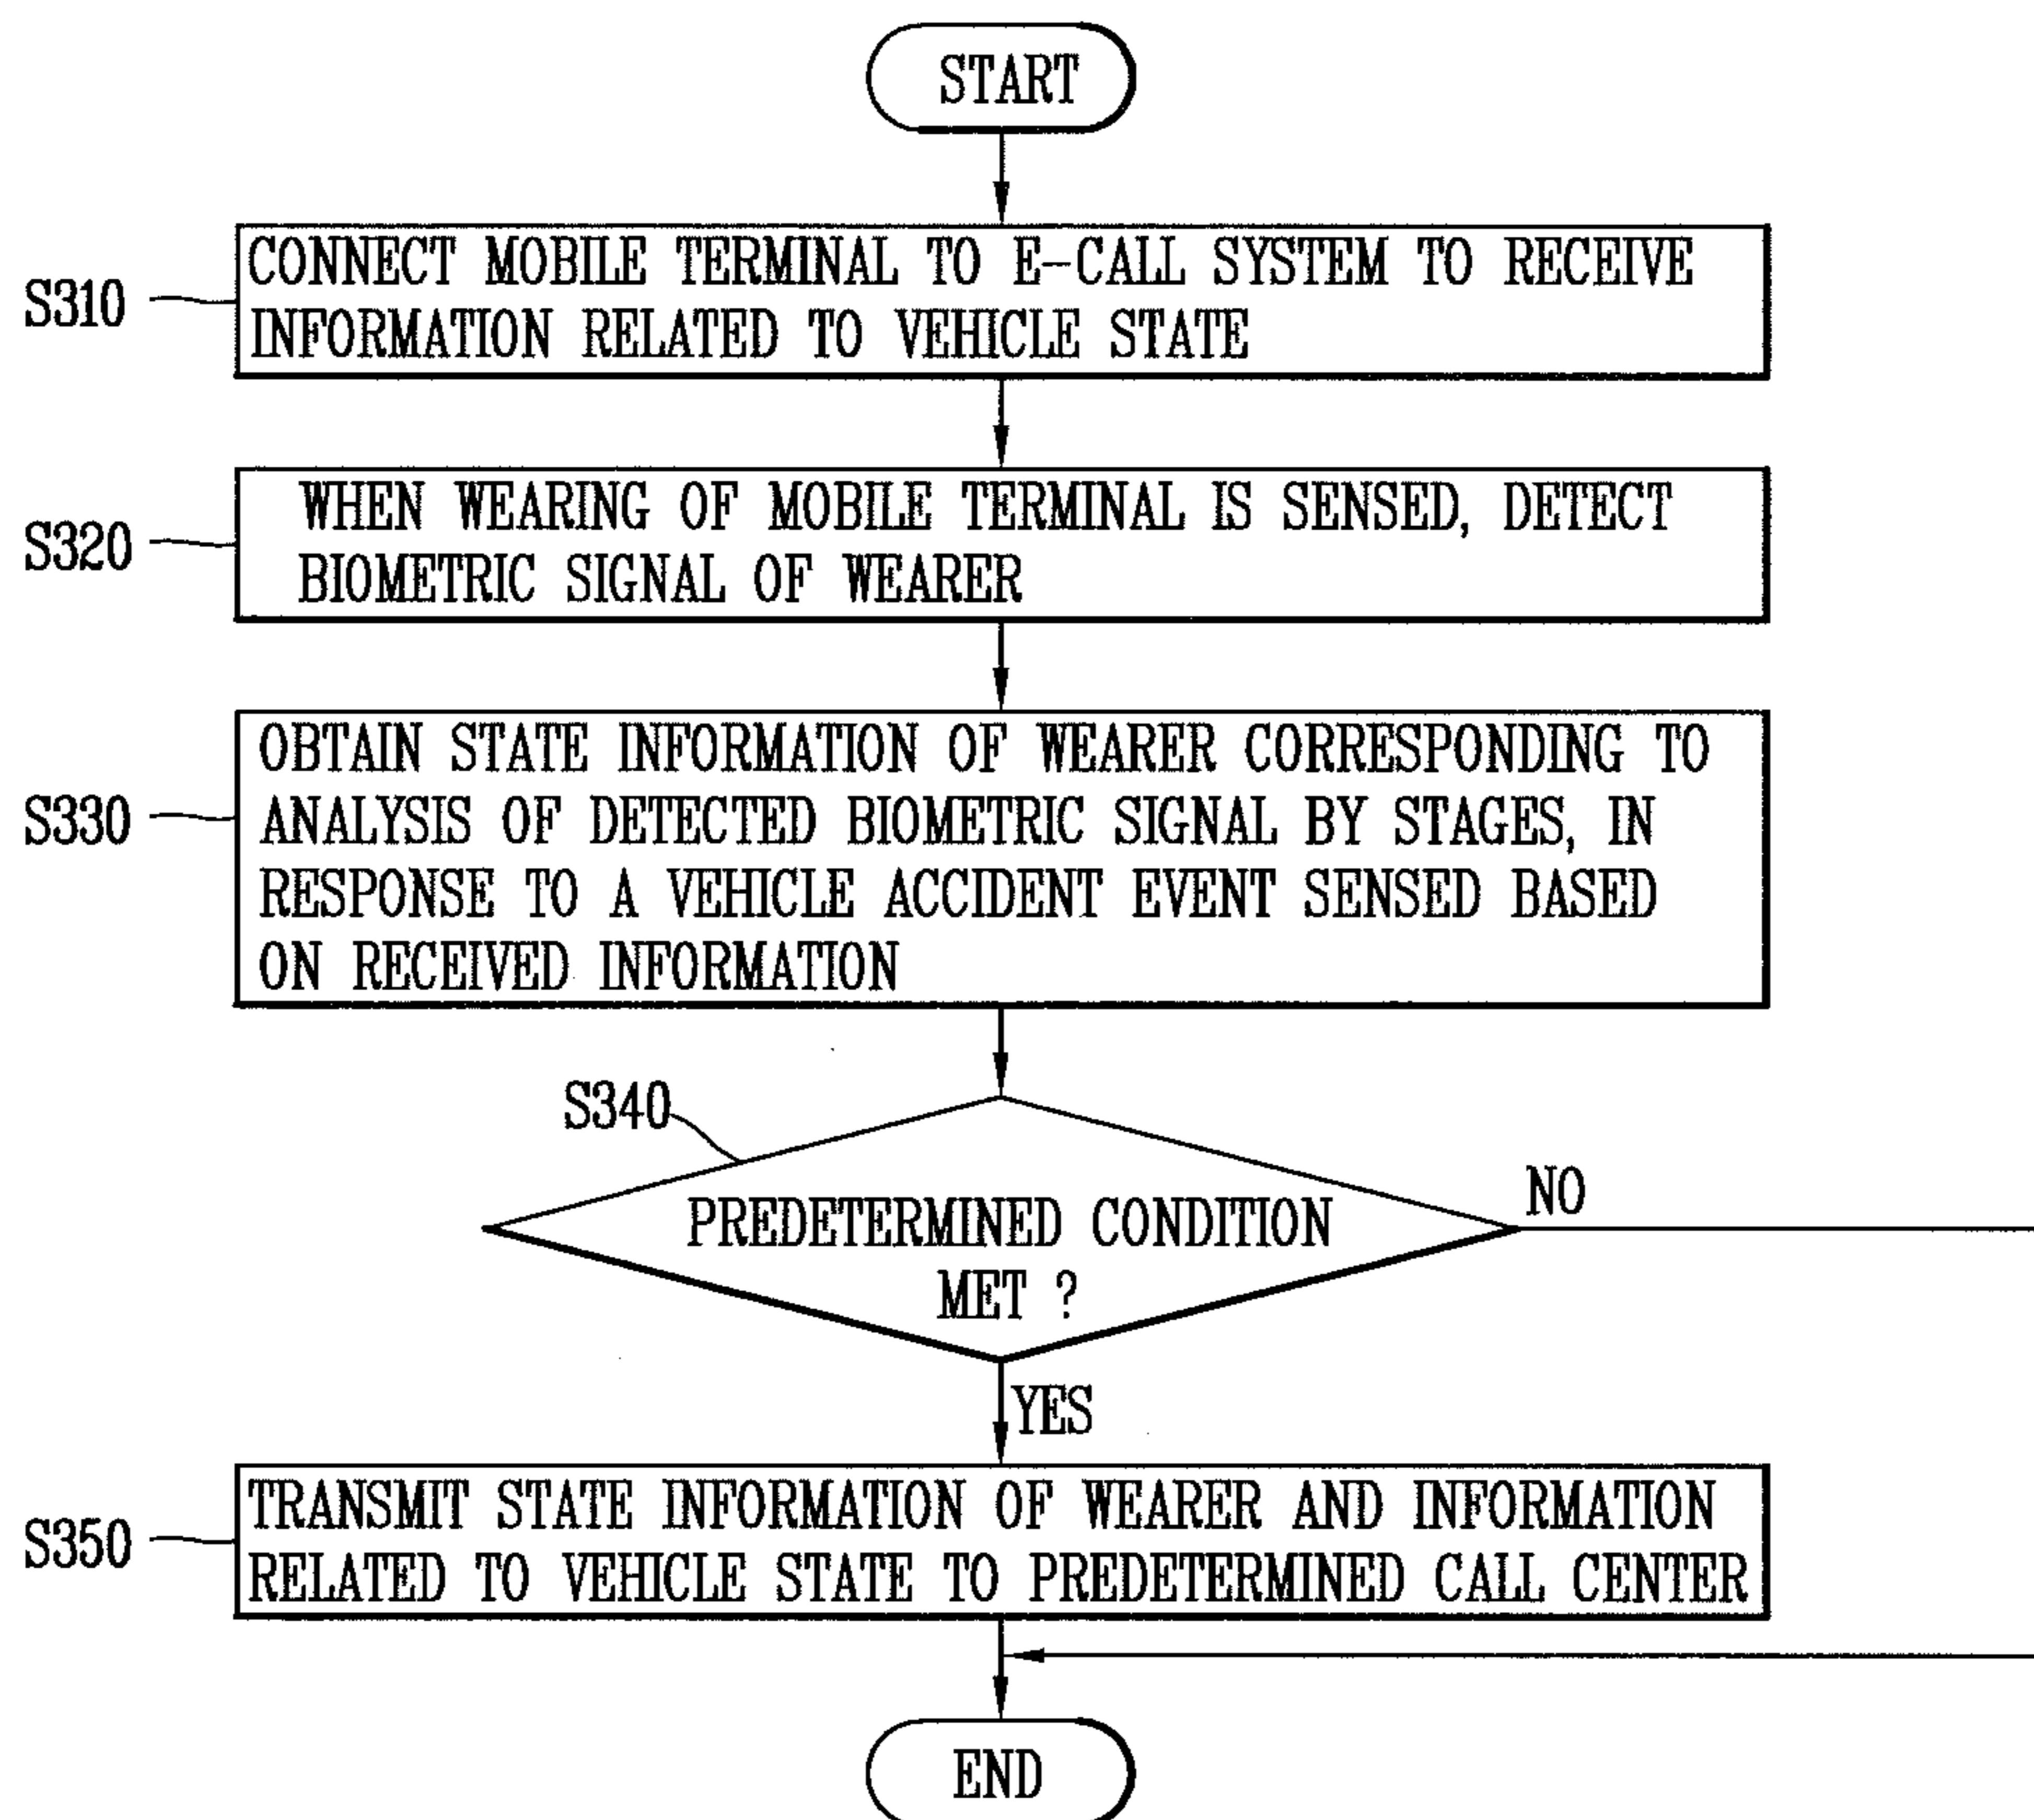 START
S310
CONNECT MOBILE TERMINAL TO E-CALL SYSTEM TO RECEIVE
INFORMATION RELATED TO VEHICLE STATE
S320
WHEN WEARING OF MOBILE TERMINAL IS SENSED, DETECT
BIOMETRIC SIGNAL OF WEARER
S330
OBTAIN STATE INFORMATION OF WEARER CORRESPONDING TO
ANALYSIS OF DETECTED BIOMETRIC SIGNAL BY STAGES, IN
RESPONSE TO A VEHICLE ACCIDENT EVENT SENSED BASED
ON RECEIVED INFORMATION
S340
PREDETERMINED CONDITION
MET ?
NO
YES
S350
TRANSMIT STATE INFORMATION OF WEARER AND INFORMATION
RELATED TO VEHICLE STATE TO PREDETERMINED CALL CENTER
END